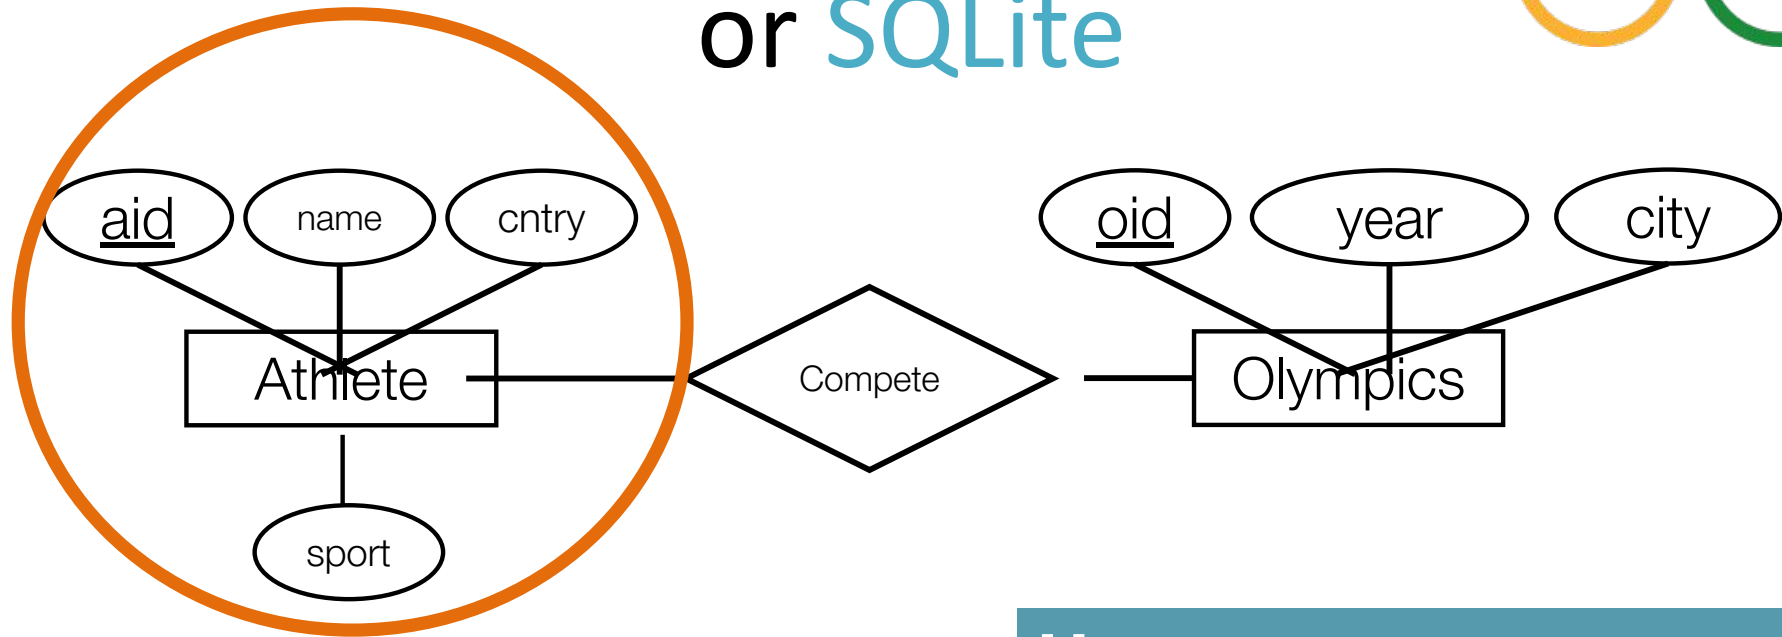 or SQLite
aid name cntry oid year city
Athlete Compete Olympics
sport